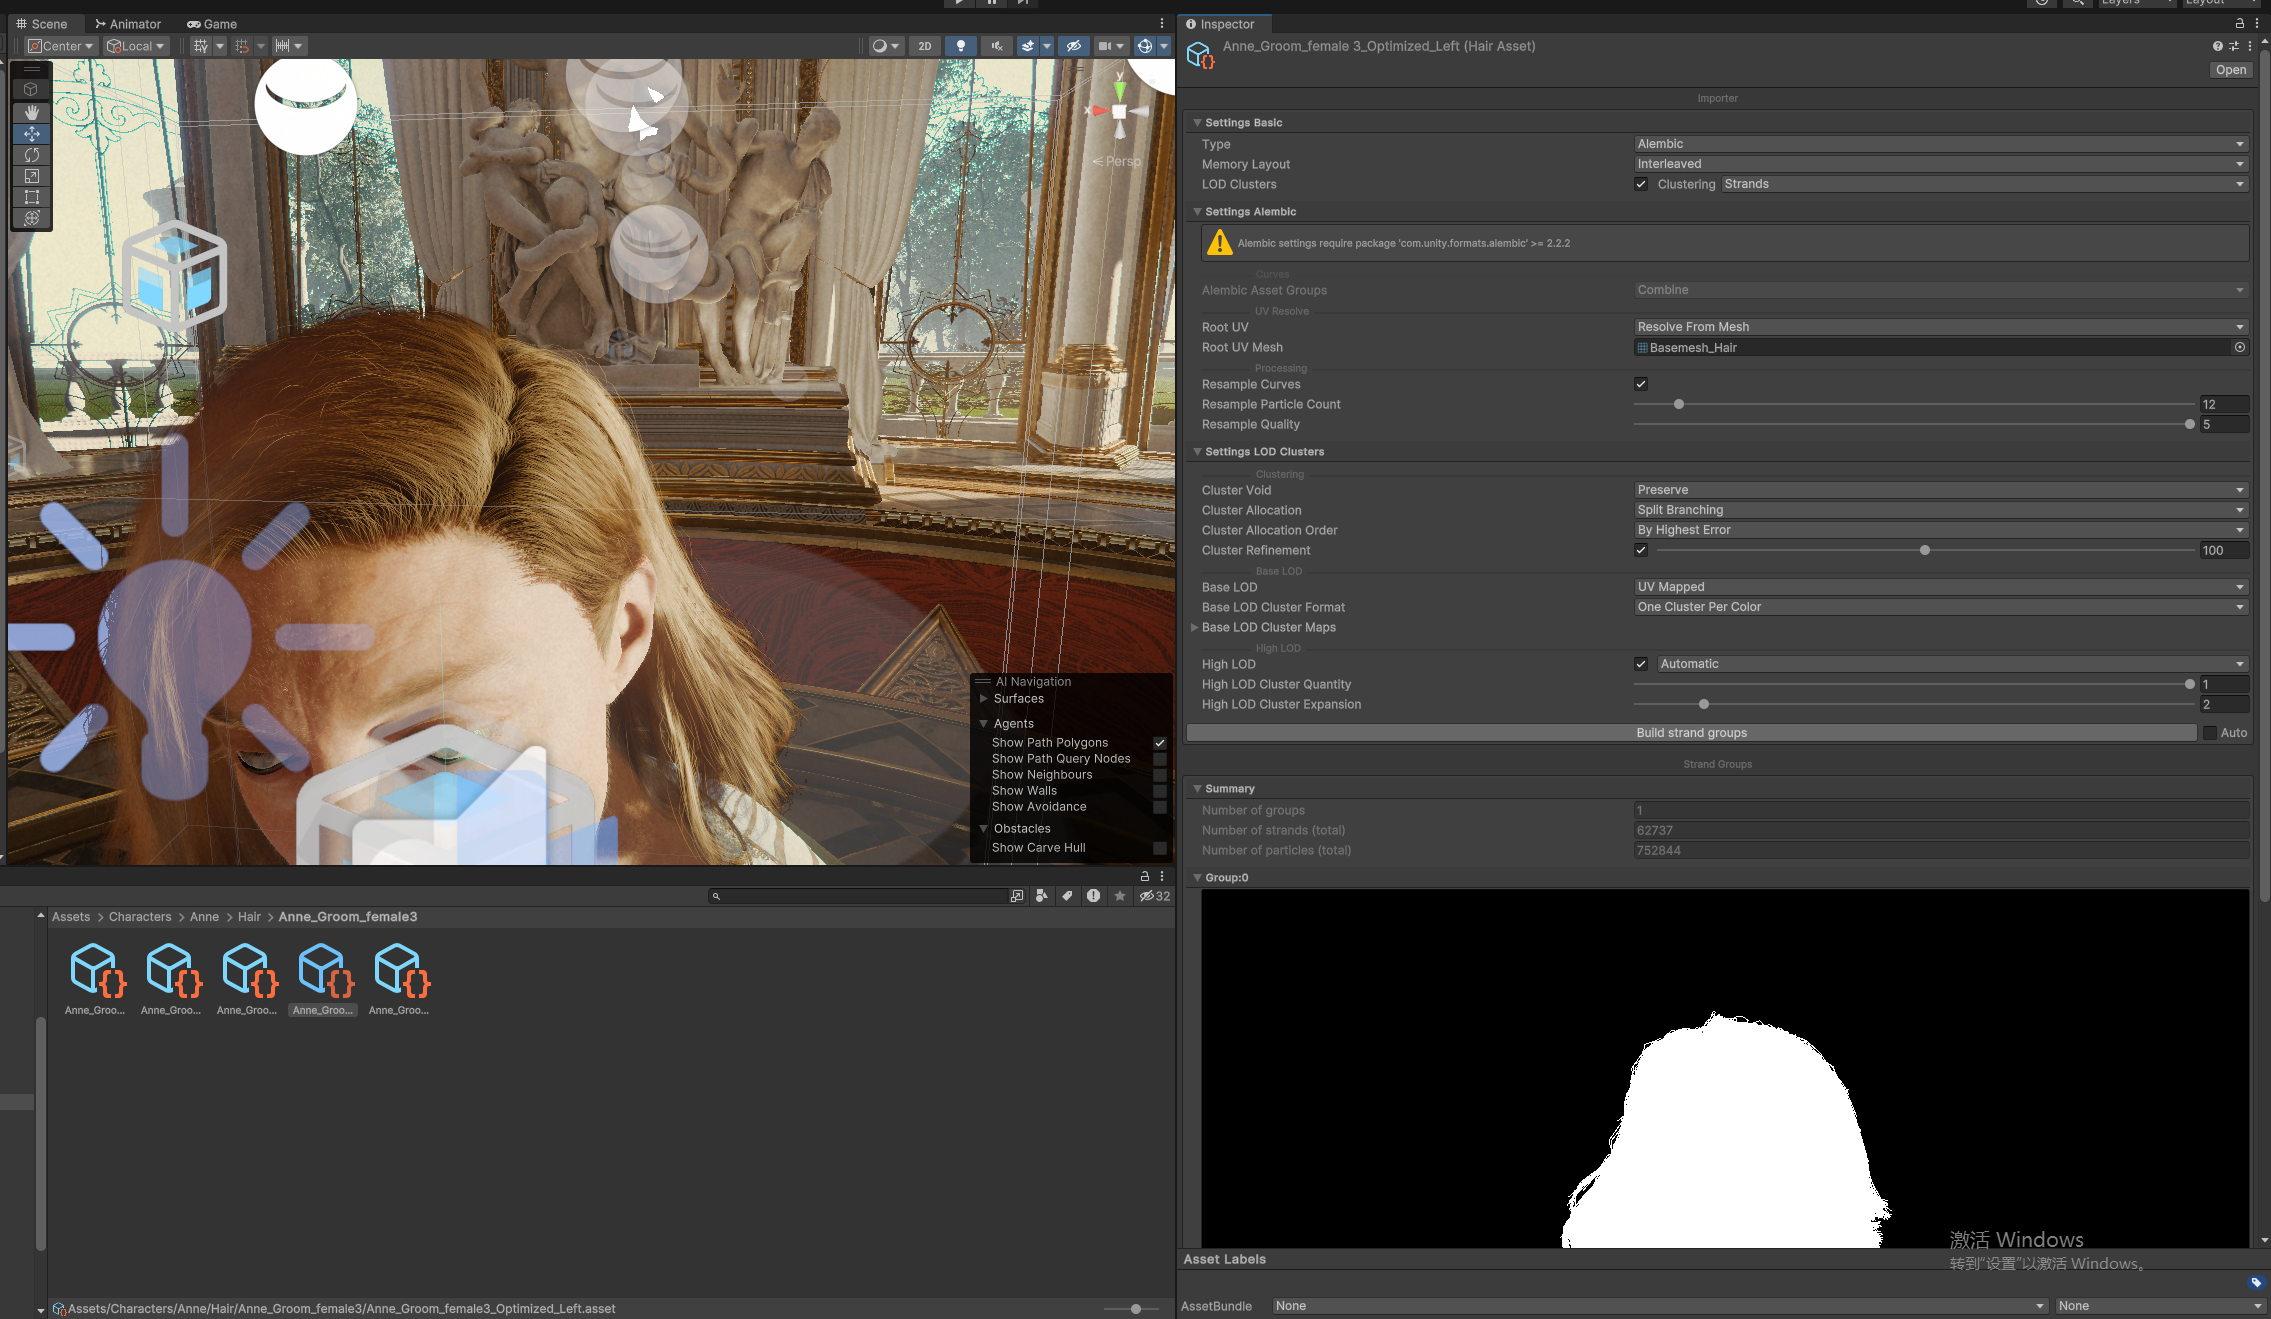 Scene
Animator
Game
Center
Local
2D
y
x
Persp
AI Navigation
Surfaces
Agents
Show Path Polygons
Show Path Query Nodes
Show Neighbours
Show Walls
Show Avoidance
Obstacles
Show Carve Hull
32
Assets > Characters > Anne > Hair > Anne_Groom_female3
Anne_Groo... Anne_Groo... Anne_Groo... Anne_Groo... Anne_Groo...
Assets/Characters/Anne/Hair/Anne_Groom_female3/Anne_Groom_female3_Optimized_Left.asset
Layers
Layout
Inspector
Anne_Groom_female 3_Optimized_Left (Hair Asset)
Open
Importer
Settings Basic
Type Alembic
Memory Layout Interleaved
LOD Clusters Clustering Strands
Settings Alembic
Alembic settings require package 'com.unity.formats.alembic' >= 2.2.2
Curves
Alembic Asset Groups Combine
UV Resolve
Root UV Resolve From Mesh
Root UV Mesh Basemesh_Hair
Processing
Resample Curves
Resample Particle Count 12
Resample Quality 5
Settings LOD Clusters
Clustering
Cluster Void Preserve
Cluster Allocation Split Branching
Cluster Allocation Order By Highest Error
Cluster Refinement 100
Base LOD
Base LOD UV Mapped
Base LOD Cluster Format One Cluster Per Color
Base LOD Cluster Maps
High LOD
High LOD Automatic
High LOD Cluster Quantity 1
High LOD Cluster Expansion 2
Build strand groups Auto
Strand Groups
Summary
Number of groups 1
Number of strands (total) 62737
Number of particles (total) 752844
Group:0
激活 Windows
转到"设置"以激活 Windows。
Asset Labels
AssetBundle None None